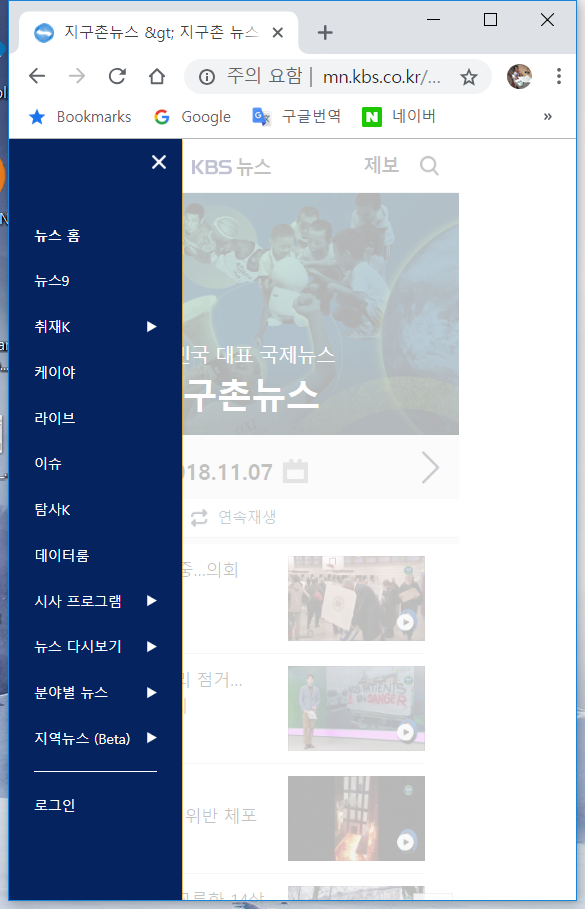 지구촌뉴스 &gt; 지구촌 뉴스
주의 요함 | mn.kbs.co.kr/...
Bookmarks Google 구글번역 네이버 »
KBS 뉴스 제보
뉴스 홈
뉴스9
취재K
케이야
라이브
이슈
탐사K
데이터룸
시사 프로그램
뉴스 다시보기
분야별 뉴스
지역뉴스 (Beta)
로그인
민국 대표 국제뉴스
구촌뉴스
018.11.07
연속재생
중...의회
점거...
PATIENTS
IN DANGER
위반 체포
14상